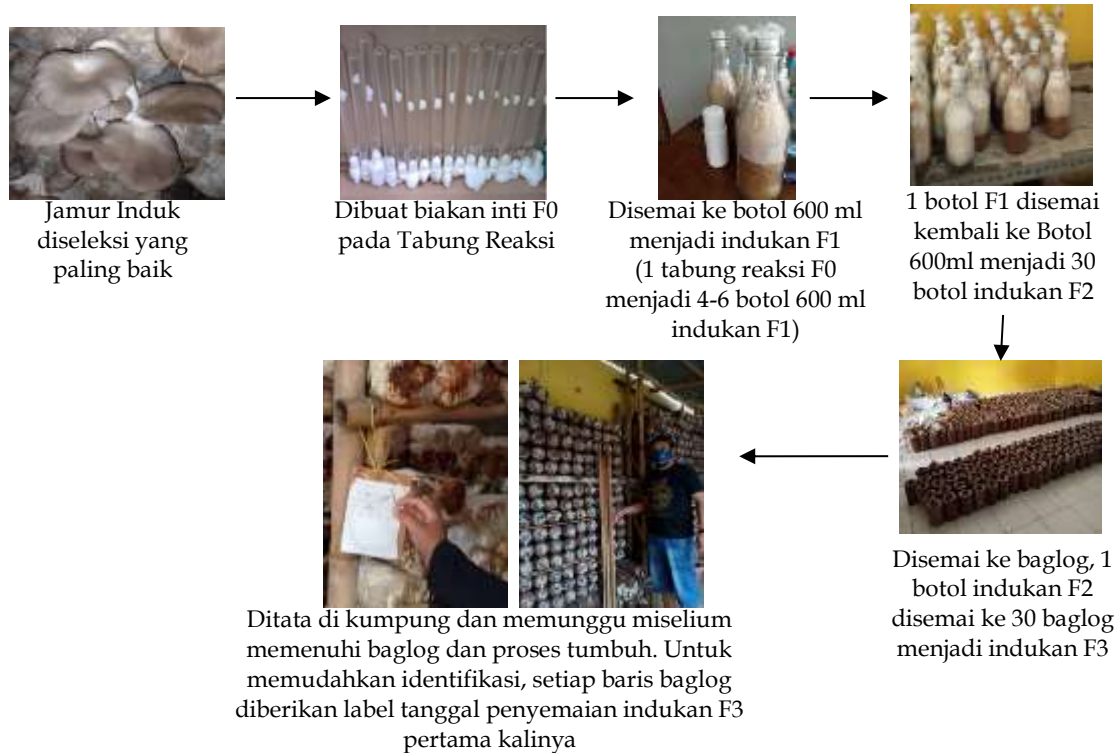 Jamur Induk
diseleksi yang
paling baik
Dibuat biakan inti F0
pada Tabung Reaksi
Disemai ke botol 600 ml
menjadi indukan F1
(1 tabung reaksi F0
menjadi 4-6 botol 600 ml
indukan F1)
1 botol F1 disemai
kembali ke Botol
600ml menjadi 30
botol indukan F2
Disemai ke baglog, 1
botol indukan F2
disemai ke 30 baglog
menjadi indukan F3
Ditata di kumpung dan memunggu miselium
memenuhi baglog dan proses tumbuh. Untuk
memudahkan identifikasi, setiap baris baglog
diberikan label tanggal penyemaian indukan F3
pertama kalinya